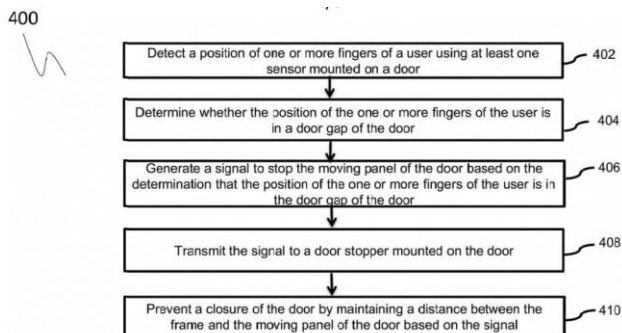 400
Detect a position of one or more fingers of a user using at least one
sensor mounted on a door
402
Determine whether the position of the one or more fingers of the user is
in a door gap of the door
404
Generate a signal to stop the moving panel of the door based on the
determination that the position of the one or more fingers of the user is in
the door gap of the door
406
Transmit the signal to a door stopper mounted on the door
408
Prevent a closure of the door by maintaining a distance between the
frame and the moving panel of the door based on the signal
410